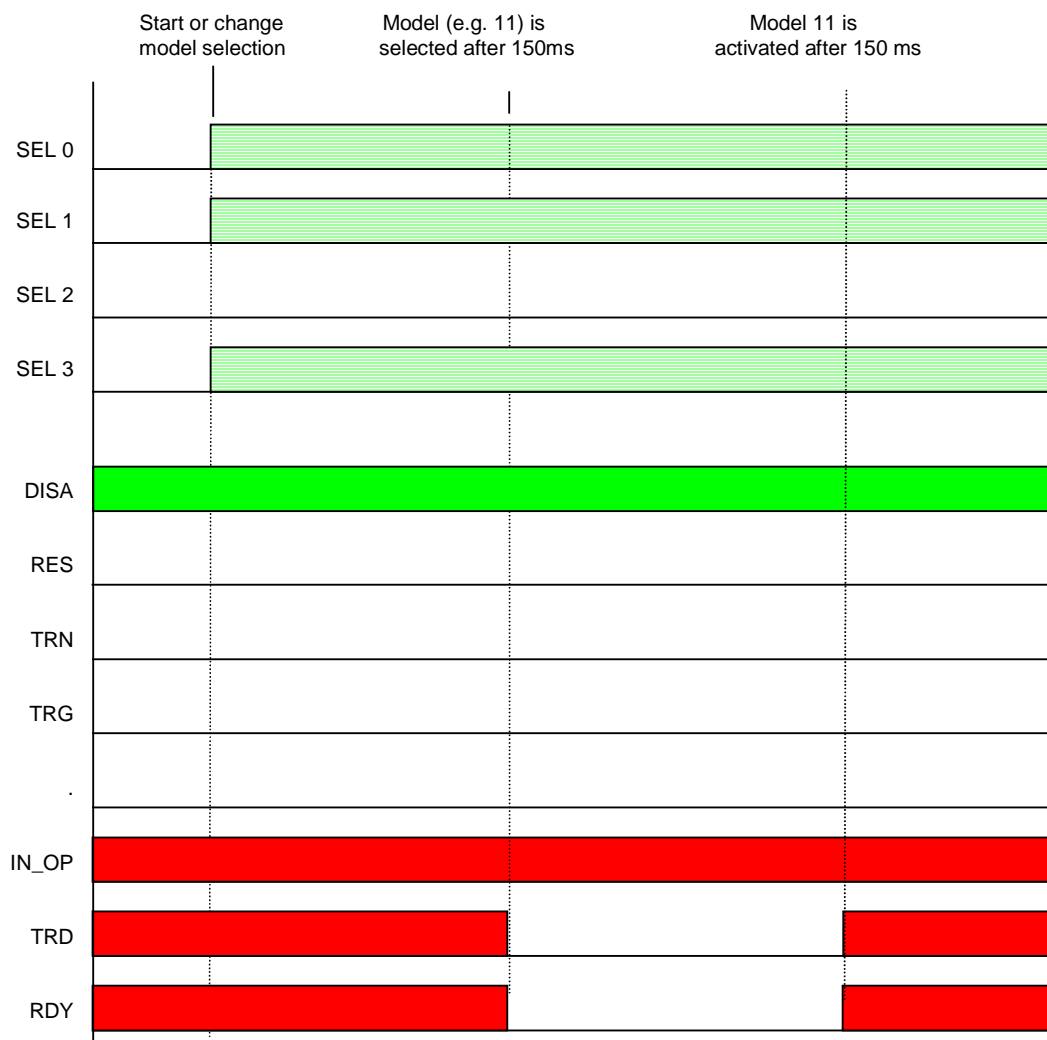 Start or change
model selection
Model (e.g. 11) is
selected after 150ms
Model 11 is
activated after 150 ms
SEL 0
SEL 1
SEL 2
SEL 3
DISA
RES
TRN
TRG
.
IN_OP
TRD
RDY